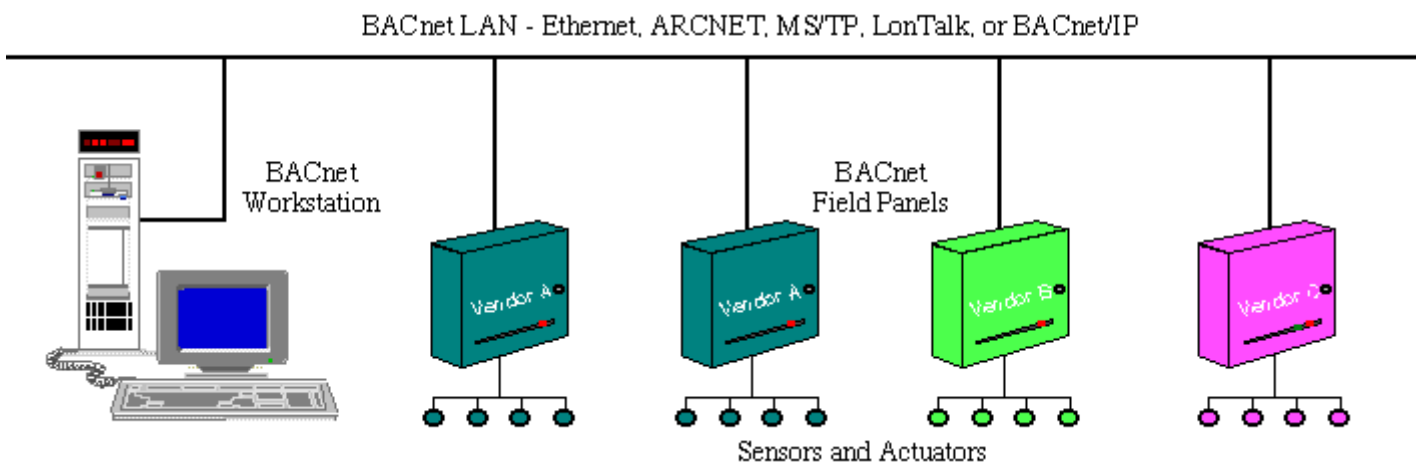 BACnet LAN - Ethernet, ARCNET, MS/TP, LonTalk, or BACnet/IP
BACnet
Workstation
BACnet
Field Panels
Vendor A
Vendor A
Vendor B
Vendor C
Sensors and Actuators